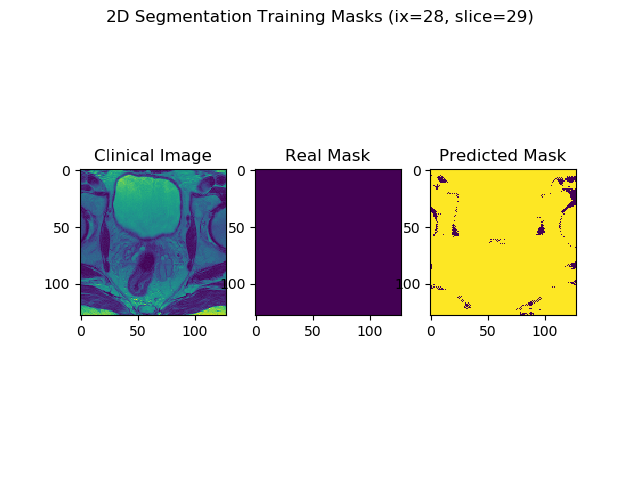 2D Segmentation Training Masks (ix=28, slice=29)
Clinical Image Real Mask Predicted Mask
0 0 0
50 50 50
100 100 100
0 50 100 0 50 100 0 50 100